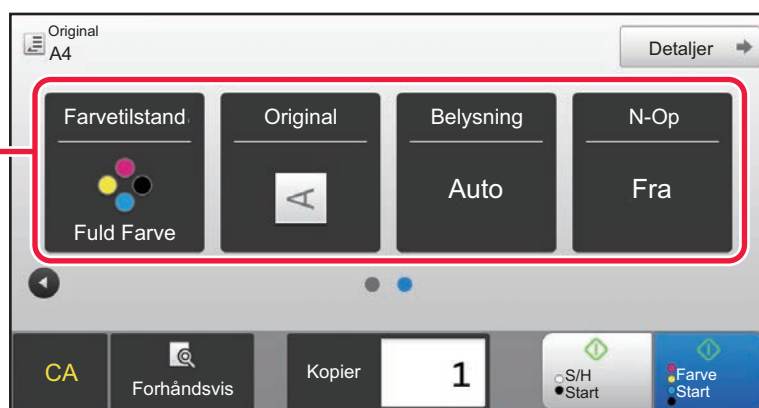 Original
A4
Detaljer
Farvetilstand
Original
Belysning
N-Op
A
Auto
Fra
Fuld Farve
CA
Forhåndsvis
Kopier
1
S/H
Start
Farve
Start